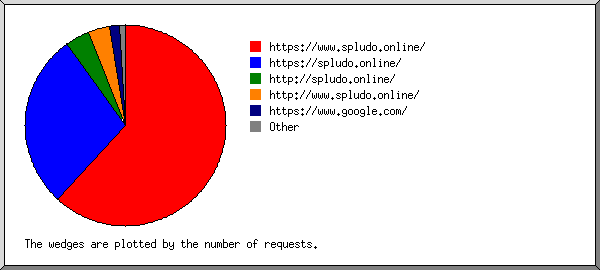 https://www.spludo.online/
https://spludo.online/
http://spludo.online/
http://www.spludo.online/
https://www.google.com/
Other
The wedges are plotted by the number of requests.